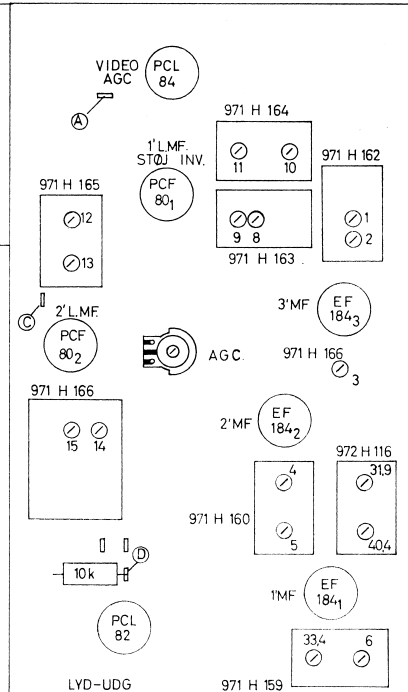 VIDEO
AGC
PCL
84
A
971 H 164
1' L.MF.
STØJ INV.
11
10
971 H 162
PCF
80₁
971 H 165
12
1
9
8
2
13
971 H 163.
C
2' L.MF.
3'MF
EF
184₃
PCF
80₂
AGC.
971 H 166
3
971 H 166
EF
184₂
2'MF
15
14
972 H 116
4
31,9
971 H 160
5
40,4
D
10k
EF
184₁
1'MF
PCL
82
33,4
6
LYD-UDG
971 H 159